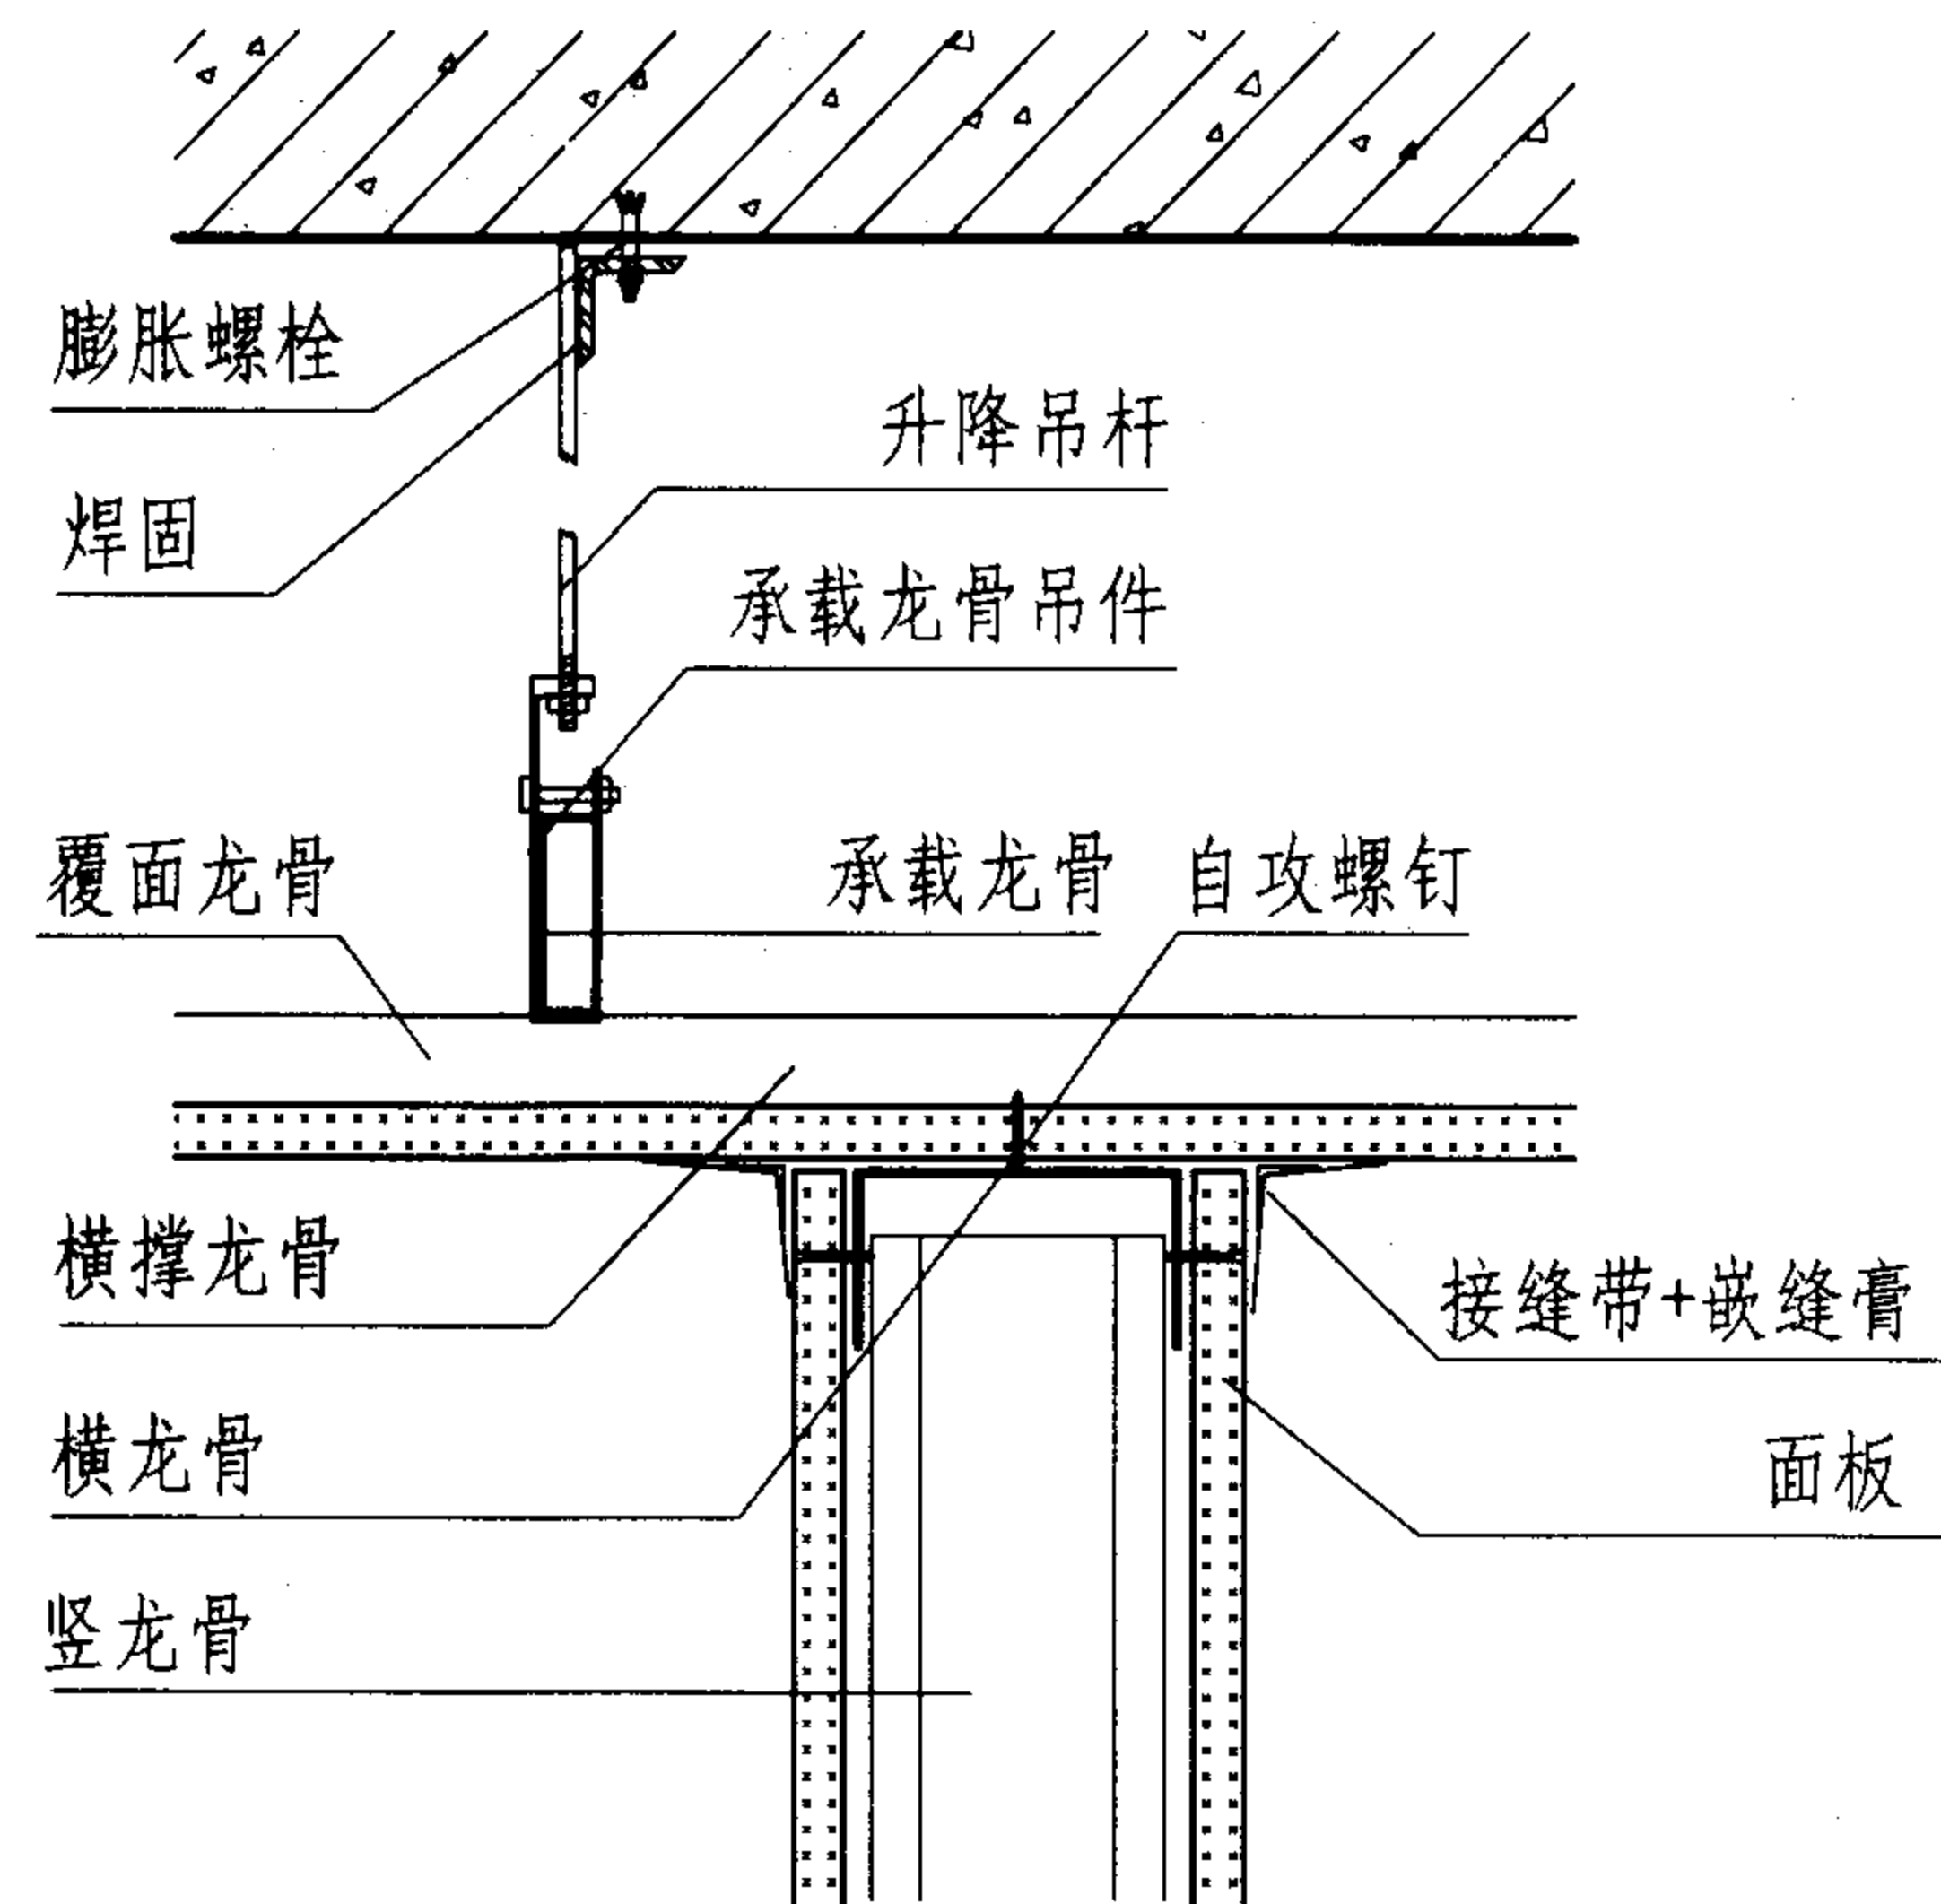 膨胀螺栓
升降吊杆
焊固
承载龙骨吊件
覆面龙骨
承载龙骨
自攻螺钉
横撑龙骨
接缝带+嵌缝膏
横龙骨
面板
竖龙骨